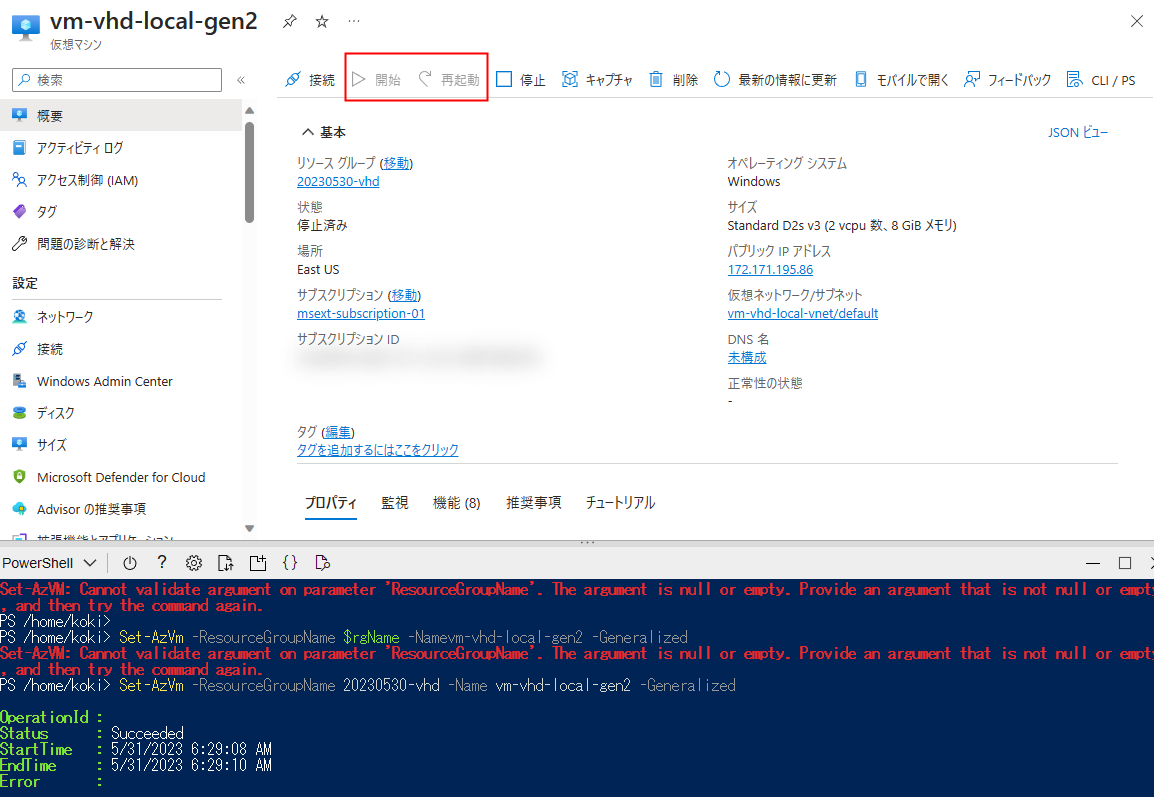 vm-vhd-local-gen2
仮想マシン
検索
接続 開始 再起動 停止 キャプチャ 削除 最新の情報に更新 モバイルで開く フィードバック CLI / PS
概要
アクティビティ ログ
アクセス制御 (IAM)
タグ
問題の診断と解決
設定
ネットワーク
接続
Windows Admin Center
ディスク
サイズ
Microsoft Defender for Cloud
Advisor の推奨事項
拡張機能とアプリケーション
基本
JSON ビュー
リソース グループ (移動)
20230530-vhd
状態
停止済み
場所
East US
サブスクリプション (移動)
msext-subscription-01
サブスクリプション ID
オペレーティング システム
Windows
サイズ
Standard D2s v3 (2 vcpu 数、8 GiB メモリ)
パブリック IP アドレス
172.171.195.86
仮想ネットワーク/サブネット
vm-vhd-local-vnet/default
DNS 名
未構成
正常性の状態
-
タグ (編集)
タグを追加するにはここをクリック
プロパティ 監視 機能 (8) 推奨事項 チュートリアル
PowerShell
Set-AzVM: Cannot validate argument on parameter 'ResourceGroupName'. The argument is null or empty. Provide an argument that is not null or empty
, and then try the command again.
PS /home/koki>
PS /home/koki> Set-AzVm -ResourceGroupName $rgName -Namevm-vhd-local-gen2 -Generalized
Set-AzVM: Cannot validate argument on parameter 'ResourceGroupName'. The argument is null or empty. Provide an argument that is not null or empty
, and then try the command again.
PS /home/koki> Set-AzVm -ResourceGroupName 20230530-vhd -Name vm-vhd-local-gen2 -Generalized
OperationId :
Status : Succeeded
StartTime : 5/31/2023 6:29:08 AM
EndTime : 5/31/2023 6:29:10 AM
Error :